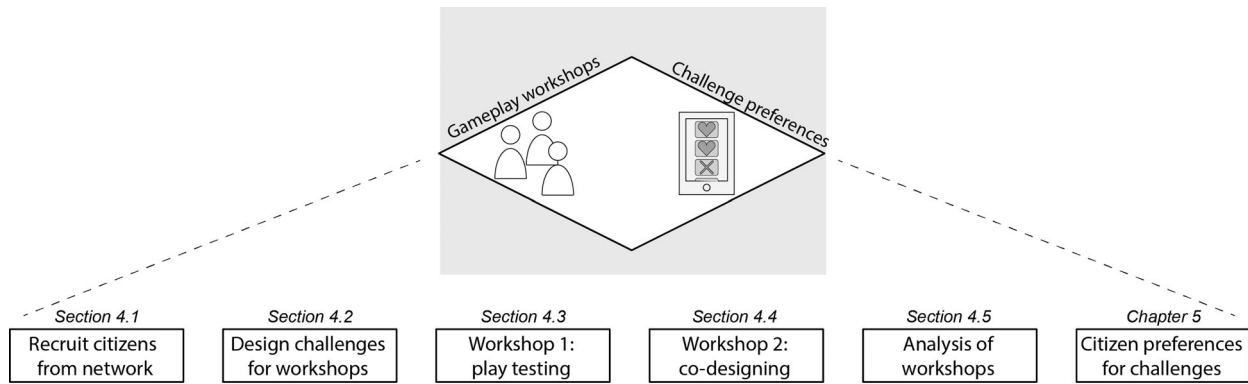 Gameplay workshops
Challenge preferences
Section 4.1
Recruit citizens
from network
Section 4.2
Design challenges
for workshops
Section 4.3
Workshop 1:
play testing
Section 4.4
Workshop 2:
co-designing
Section 4.5
Analysis of
workshops
Chapter 5
Citizen preferences
for challenges